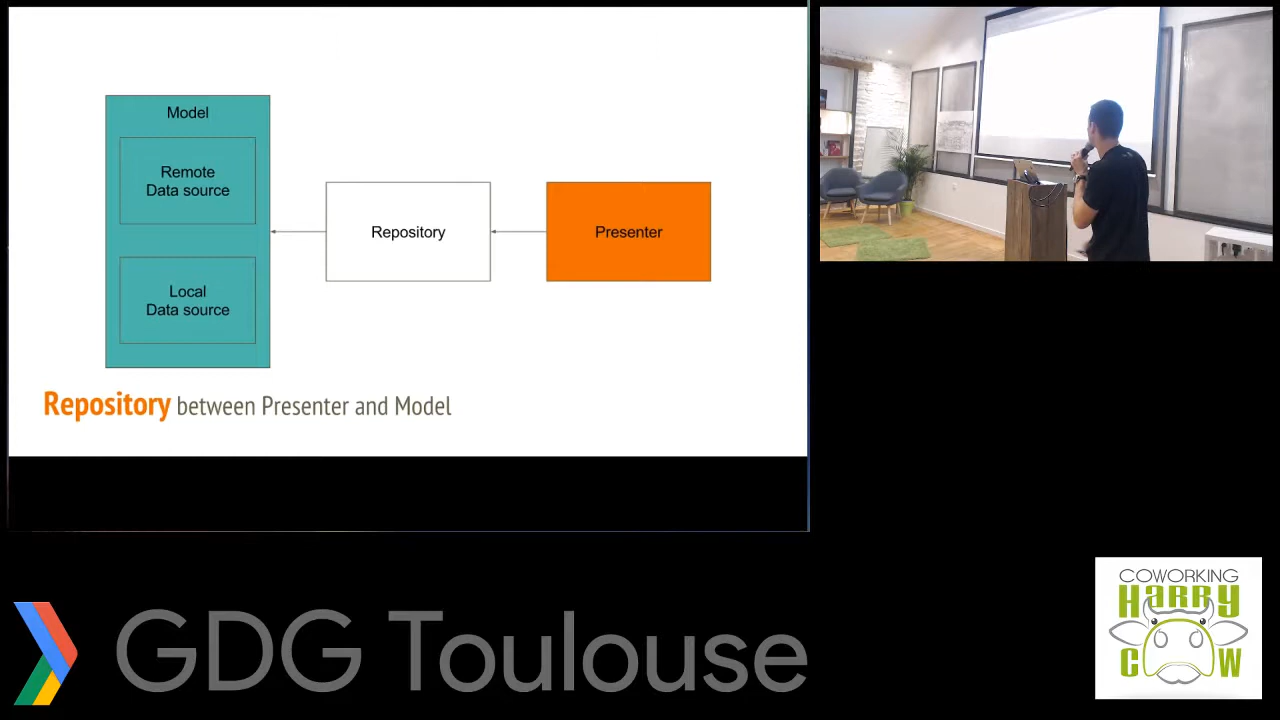 Model
Remote
Data source
Local
Data source
Repository
Presenter
Repository between Presenter and Model
GDG Toulouse
COWORKING
HARRY
COW